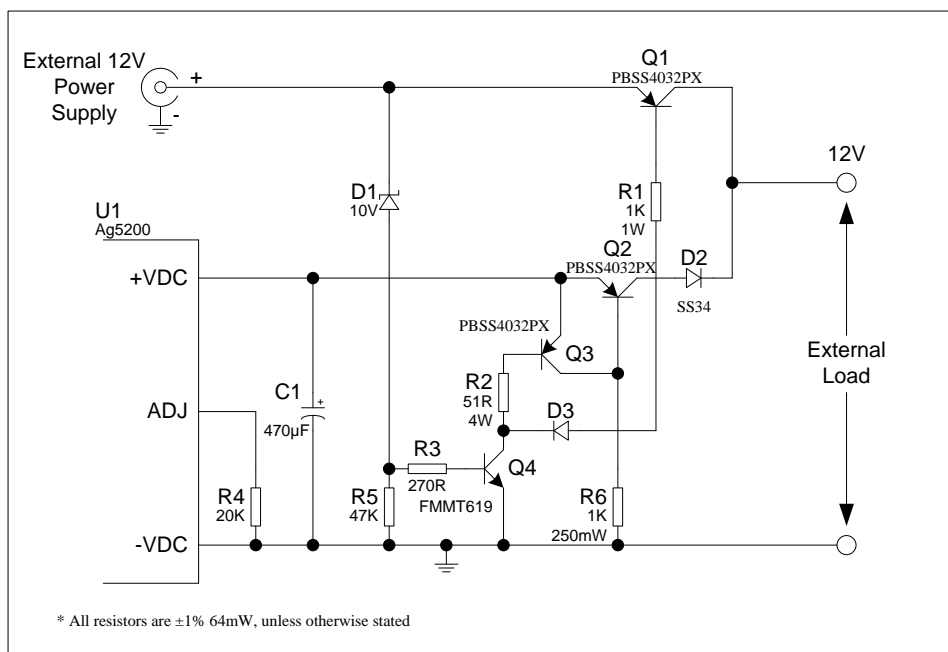 External 12V
Power
Supply
+
-
Q1
PBSS4032PX
12V
D1
10V
R1
1K
1W
U1
Ag5200
+VDC
Q2
PBSS4032PX
D2
SS34
PBSS4032PX
Q3
External
Load
R2
51R
4W
D3
ADJ
C1
+
470µF
R3
270R
Q4
FMMT619
R4
20K
R5
47K
R6
1K
250mW
-VDC
* All resistors are ±1% 64mW, unless otherwise stated